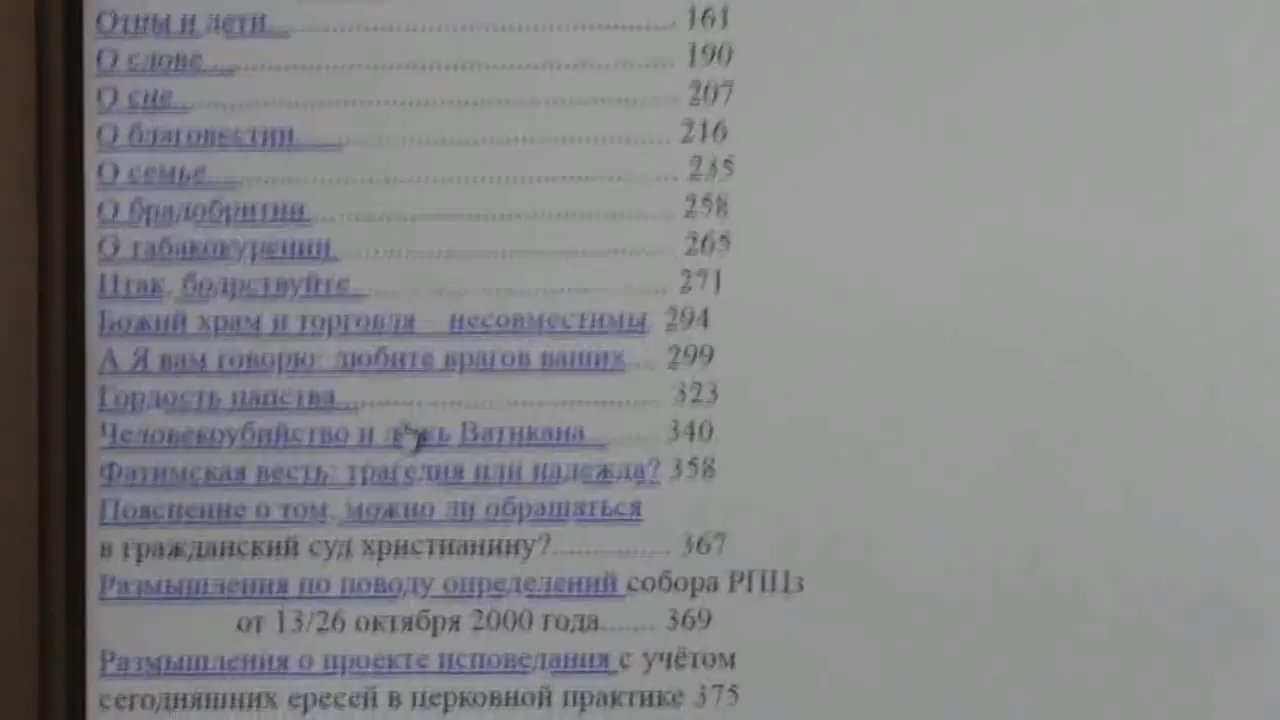 Отцы и дети............ 161
О слове............ 190
О сне............ 207
О благовестии............ 216
О семье............ 235
О брадобритии............ 258
О табакокурении............ 265
Итак, бодрствуйте............ 271
Божий храм и торговля – несовместимы 294
А Я вам говорю: любите врагов ваших.... 299
Гордость папства............ 323
Человекоубийство и ложь Ватикана...... 340
Фатимская весть: трагедия или надежда? 358
Пояснение о том, можно ли обращаться
в гражданский суд христианину?............ 367
Размышления по поводу определений собора РПЦз
от 13/26 октября 2000 года....... 369
Размышления о проекте исповедания с учётом
сегодняшних ересей в церковной практике 375